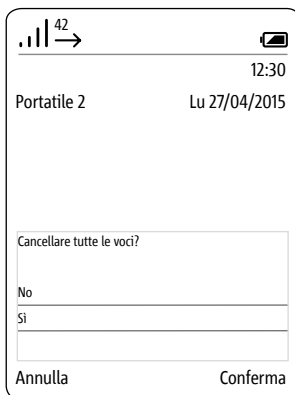 42
12:30
Portatile 2 Lu 27/04/2015
Cancellare tutte le voci?
No
Sì
Annulla Conferma